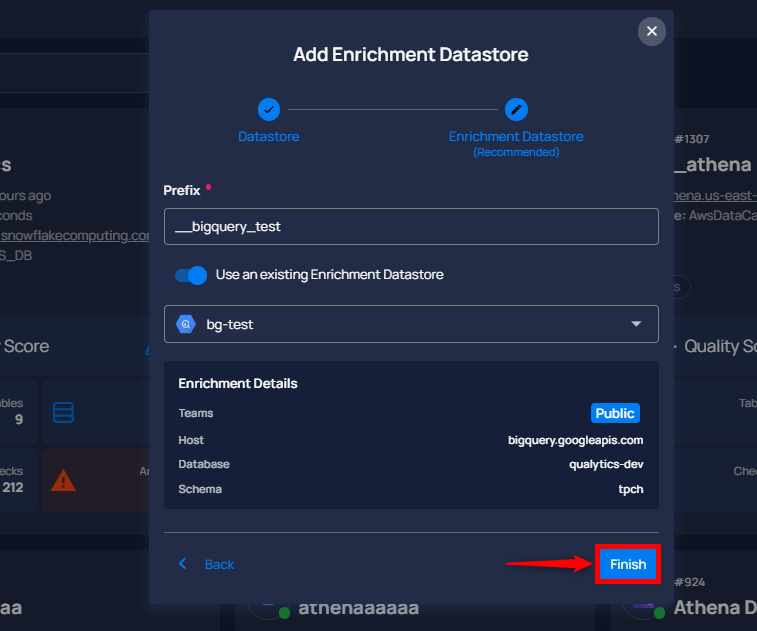 Add Enrichment Datastore
Datastore
Enrichment Datastore
(Recommended)
Prefix
__bigquery_test
Use an existing Enrichment Datastore
bg-test
Enrichment Details
Teams Public
Host bigquery.googleapis.com
Database qualytics-dev
Schema tpch
Back
Finish
ours ago
conds
snowflakecomputing.com
S_DB
Score
bles
9
ecks
212
#1307
_athena
hena.us-east-
e: AwsDataCa
s
Quality Sc
Tab
Chec
aa
athenaaaaaa
#924
Athena D